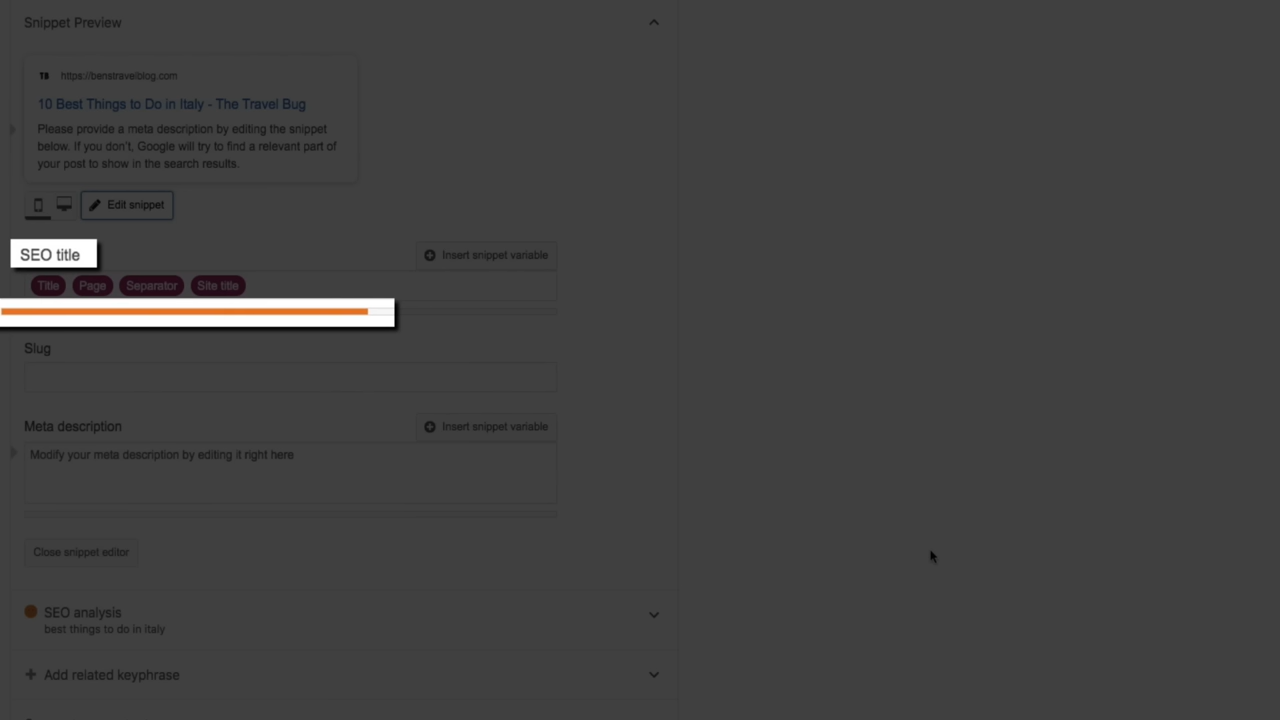 Snippet Preview
TB https://benstravelblog.com
10 Best Things to Do in Italy - The Travel Bug
Please provide a meta description by editing the snippet
below. If you don't, Google will try to find a relevant part of
your post to show in the search results.
Edit snippet
SEO title
Insert snippet variable
Title Page Separator Site title
Slug
Meta description
Insert snippet variable
Modify your meta description by editing it right here
Close snippet editor
SEO analysis
best things to do in italy
Add related keyphrase